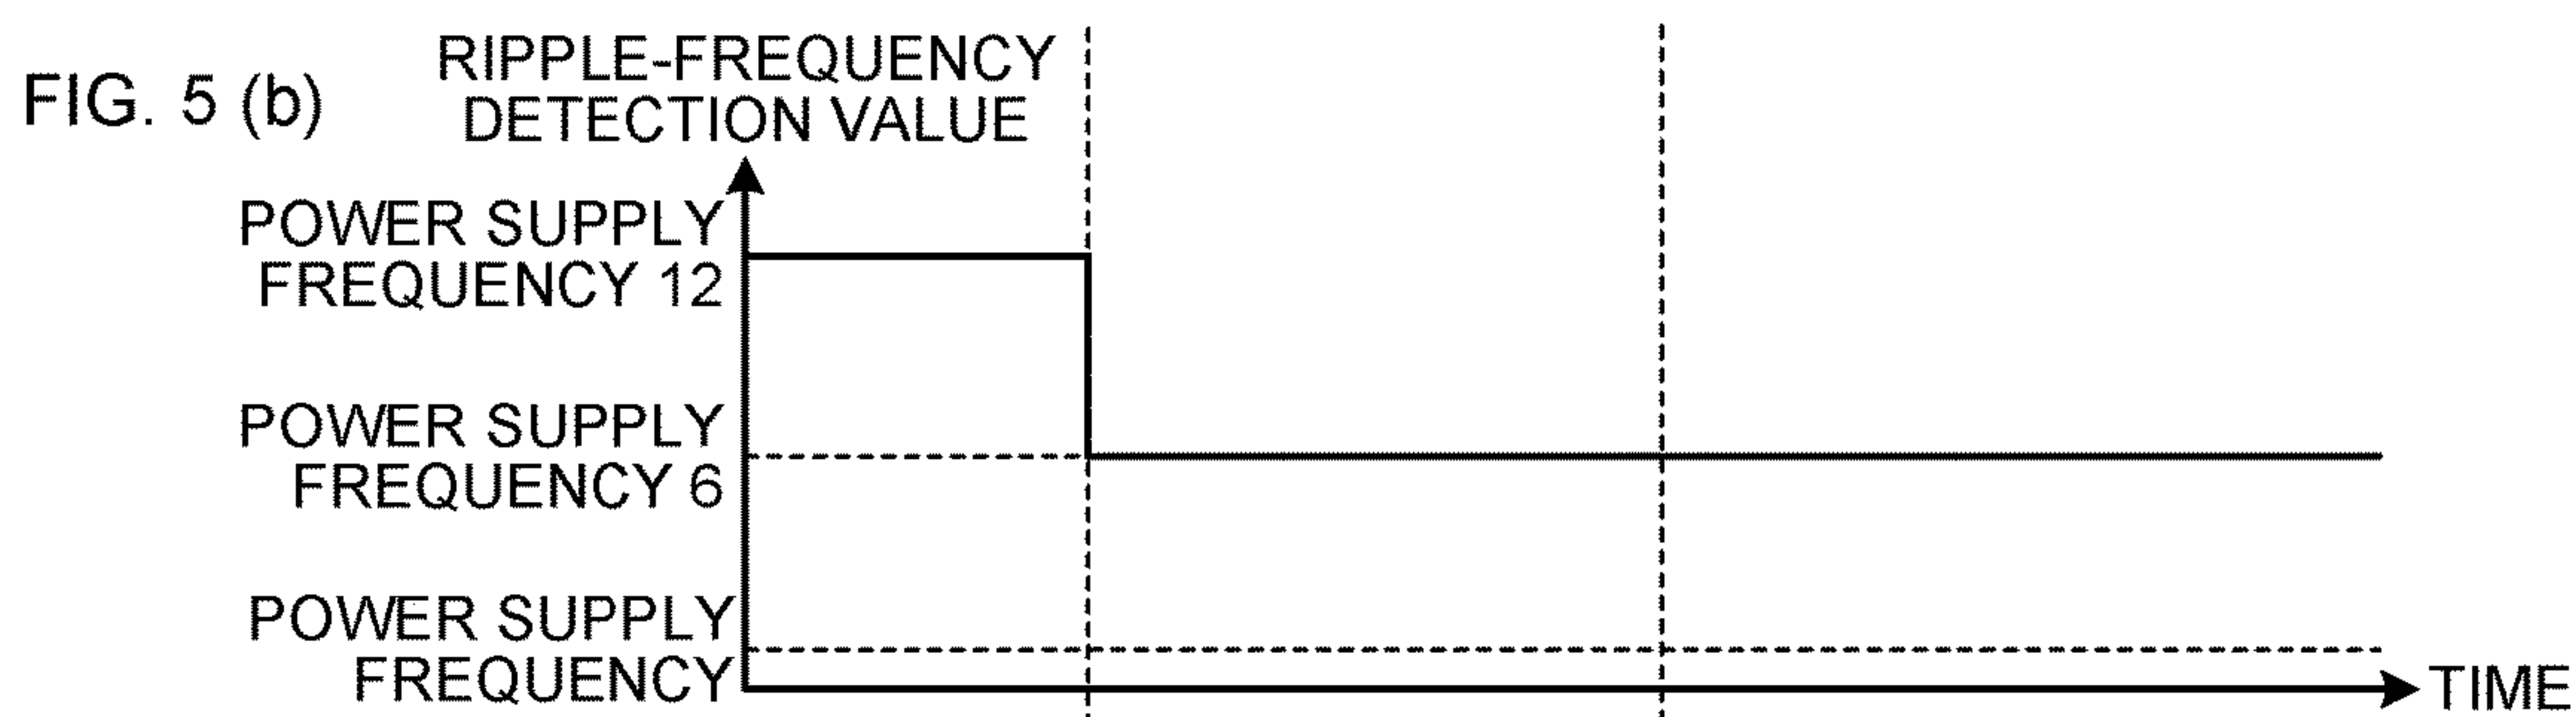 FIG. 5 (b)
RIPPLE-FREQUENCY
DETECTION VALUE
POWER SUPPLY
FREQUENCY 12
POWER SUPPLY
FREQUENCY 6
POWER SUPPLY
FREQUENCY
TIME